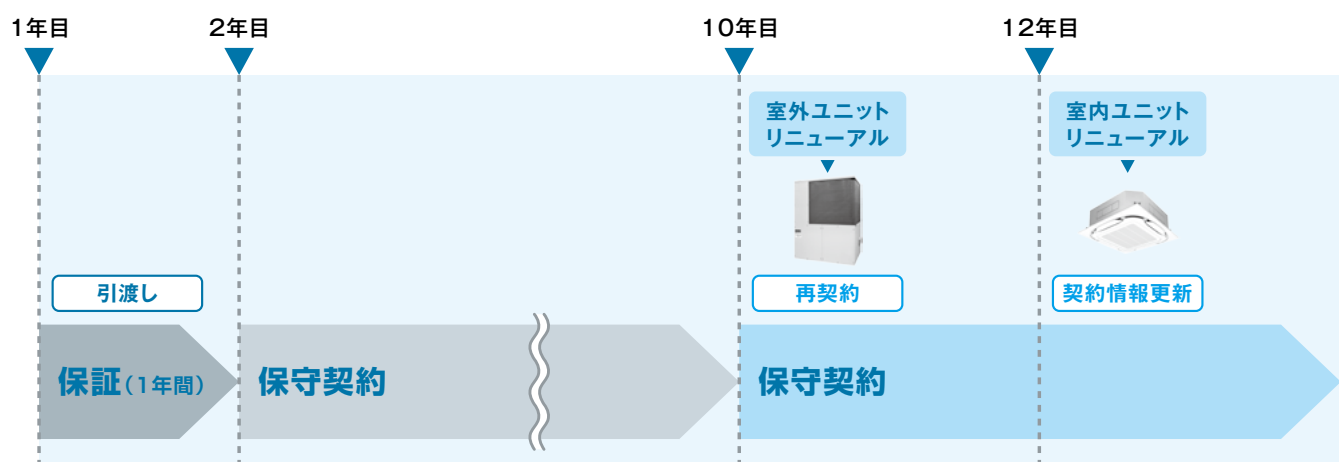 1年目
2年目
10年目
12年目
室外ユニット
リニューアル
室内ユニット
リニューアル
引渡し
再契約
契約情報更新
保証(1年間)
保守契約
保守契約